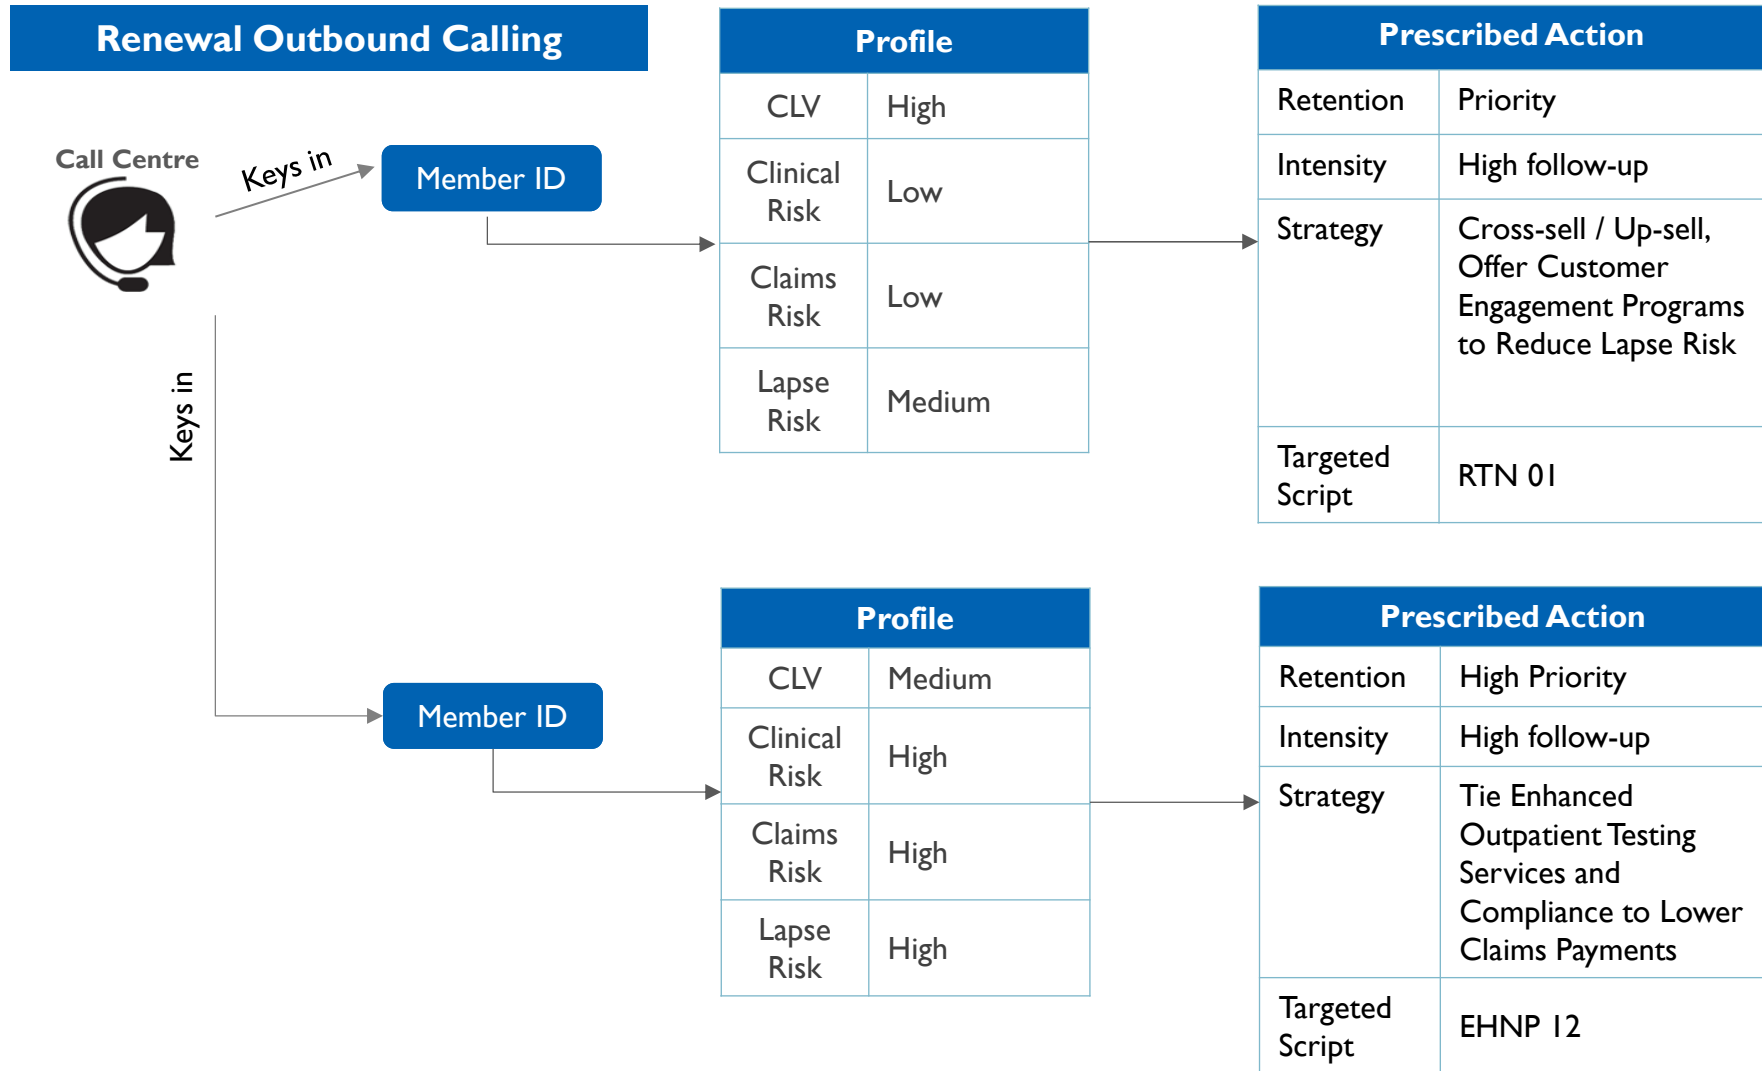 Renewal Outbound Calling
Call Centre
Keys in
Member ID
Profile
CLV High
Clinical
Risk
Low
Claims
Risk
Low
Lapse
Risk
Medium
Prescribed Action
Retention Priority
Intensity High follow-up
Strategy Cross-sell / Up-sell,
Offer Customer
Engagement Programs
to Reduce Lapse Risk
Targeted
Script
RTN 01
Keys in
Member ID
Profile
CLV Medium
Clinical
Risk
High
Claims
Risk
High
Lapse
Risk
High
Prescribed Action
Retention High Priority
Intensity High follow-up
Strategy Tie Enhanced
Outpatient Testing
Services and
Compliance to Lower
Claims Payments
Targeted
Script
EHNP 12